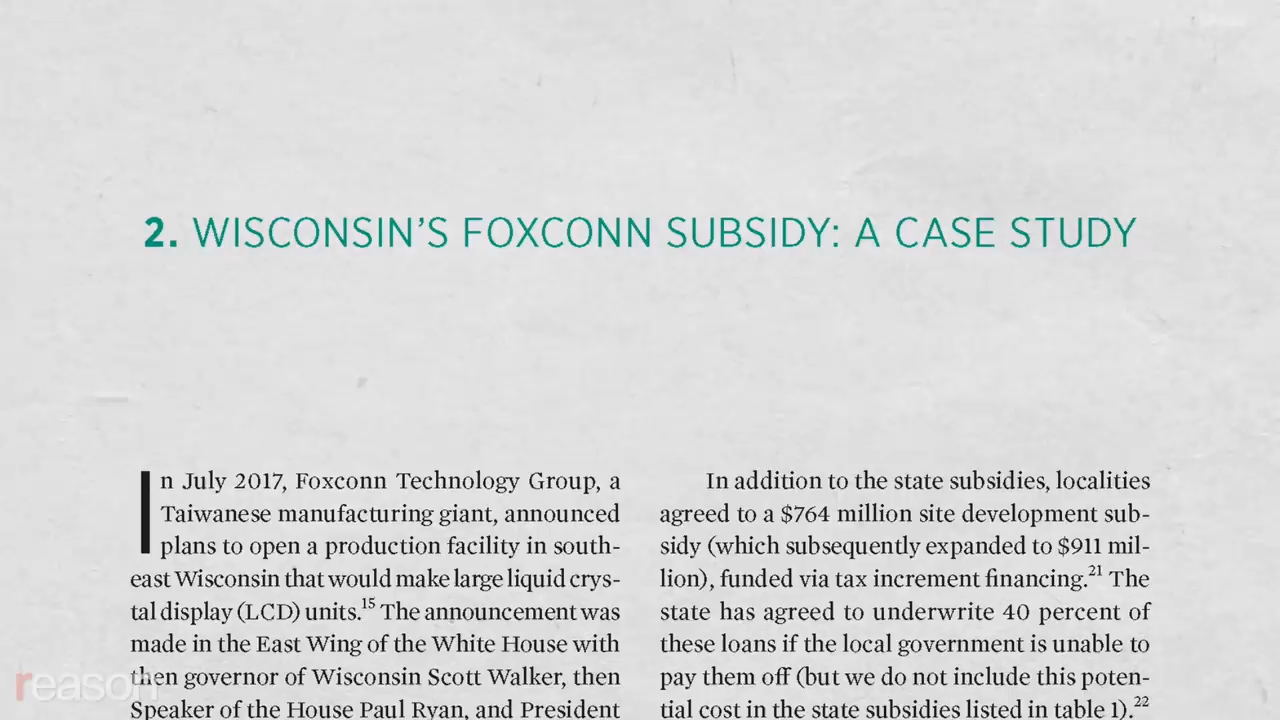 2. WISCONSIN'S FOXCONN SUBSIDY: A CASE STUDY
In July 2017, Foxconn Technology Group, a
Taiwanese manufacturing giant, announced
plans to open a production facility in south-
east Wisconsin that would make large liquid crys-
tal display (LCD) units.15 The announcement was
made in the East Wing of the White House with
then governor of Wisconsin Scott Walker, then
Speaker of the House Paul Ryan, and President
In addition to the state subsidies, localities
agreed to a $764 million site development sub-
sidy (which subsequently expanded to $911 mil-
lion), funded via tax increment financing.21 The
state has agreed to underwrite 40 percent of
these loans if the local government is unable to
pay them off (but we do not include this poten-
tial cost in the state subsidies listed in table 1).22
reason